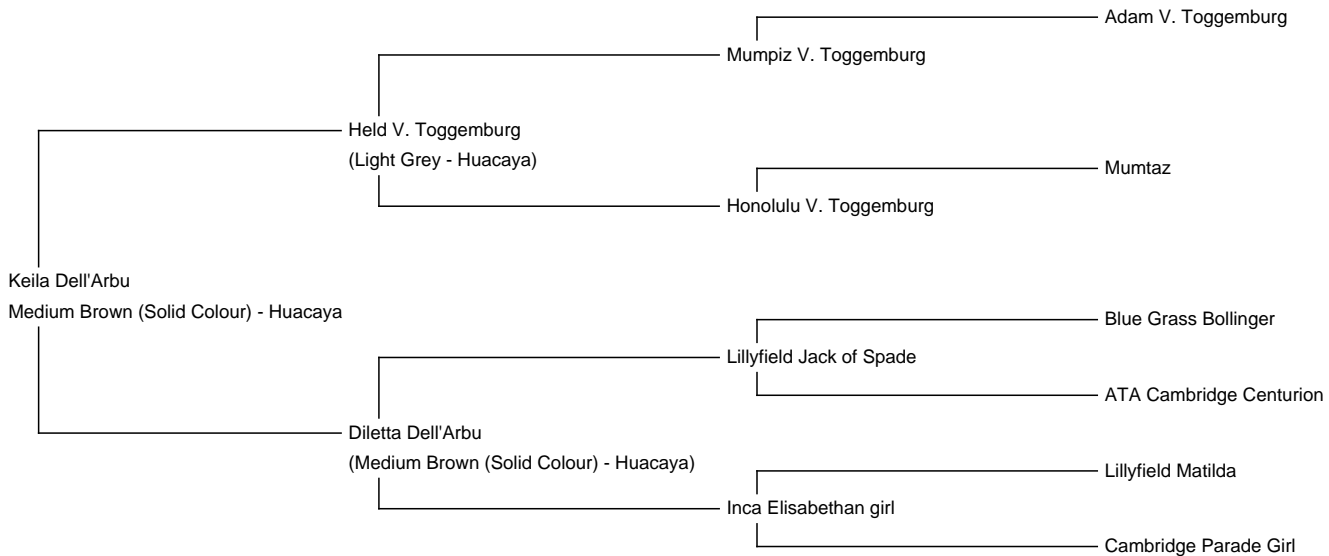 Adam V. Toggemburg
Mumpiz V. Toggemburg
Held V. Toggemburg
(Light Grey - Huacaya)
Mumtaz
Honolulu V. Toggemburg
Keila Dell'Arbu
Medium Brown (Solid Colour) - Huacaya
Blue Grass Bollinger
Lillyfield Jack of Spade
ATA Cambridge Centurion
Diletta Dell'Arbu
(Medium Brown (Solid Colour) - Huacaya)
Lillyfield Matilda
Inca Elisabethan girl
Cambridge Parade Girl